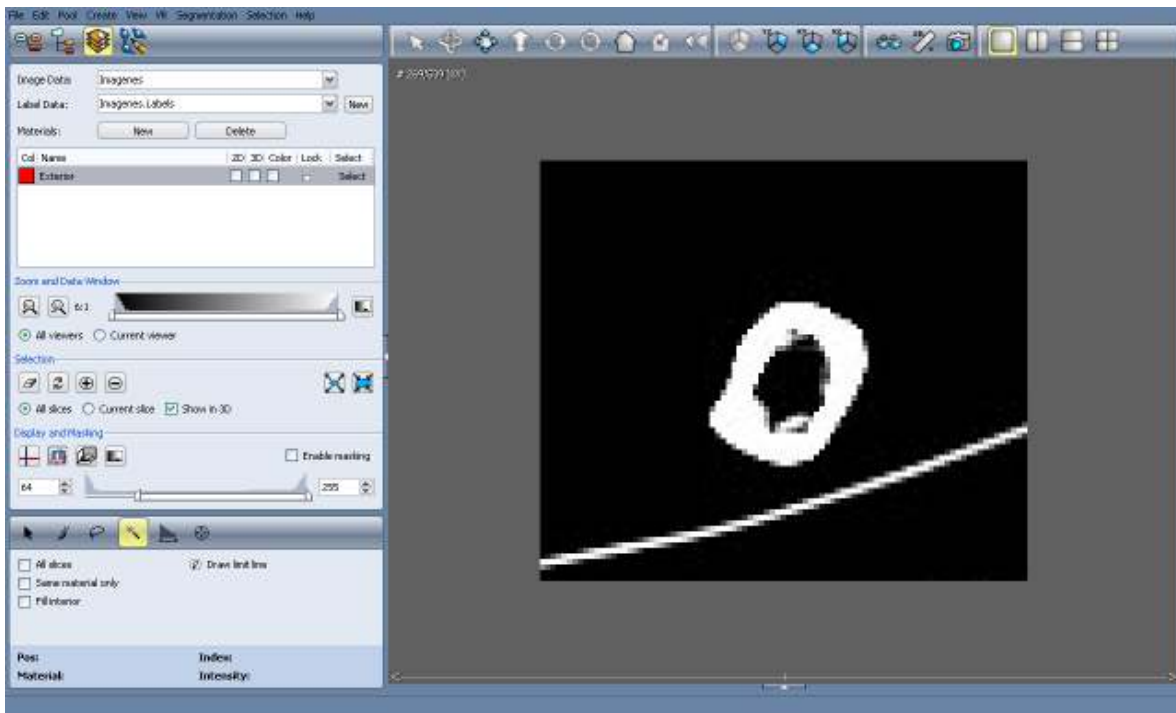 File Edit Pool Create View VR Segmentation Selection Help
Image Data: Imagenes
Label Data: Imagenes.Labels New
Materials: New Delete
Col Name 2D 3D Color Lock Select
Exterior Select
Zoom and Data Window
6:1
All viewers Current viewer
Selection
All slices Current slice Show in 3D
Display and Masking
Enable masking
64 255
All slices Draw limit line
Same material only
Fill interior
Pos: Index:
Material: Intensity: